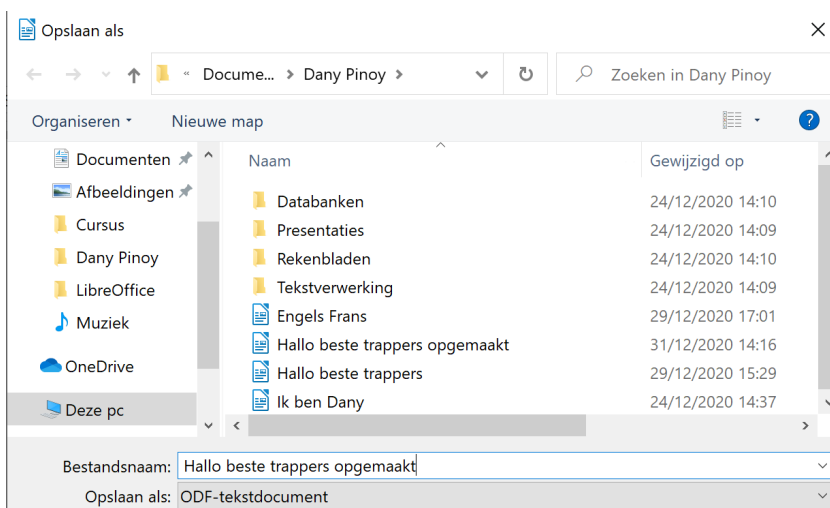 Opslaan als
« Docume... > Dany Pinoy >
Zoeken in Dany Pinoy
Organiseren
Nieuwe map
?
Naam
Gewijzigd op
Documenten
Afbeeldingen
Cursus
Dany Pinoy
LibreOffice
Muziek
OneDrive
Deze pc
Databanken 24/12/2020 14:10
Presentaties 24/12/2020 14:09
Rekenbladen 24/12/2020 14:10
Tekstverwerking 24/12/2020 14:09
Engels Frans 29/12/2020 17:01
Hallo beste trappers opgemaakt 31/12/2020 14:16
Hallo beste trappers 29/12/2020 15:29
Ik ben Dany 24/12/2020 14:37
Bestandsnaam: Hallo beste trappers opgemaakt
Opslaan als: ODF-tekstdocument